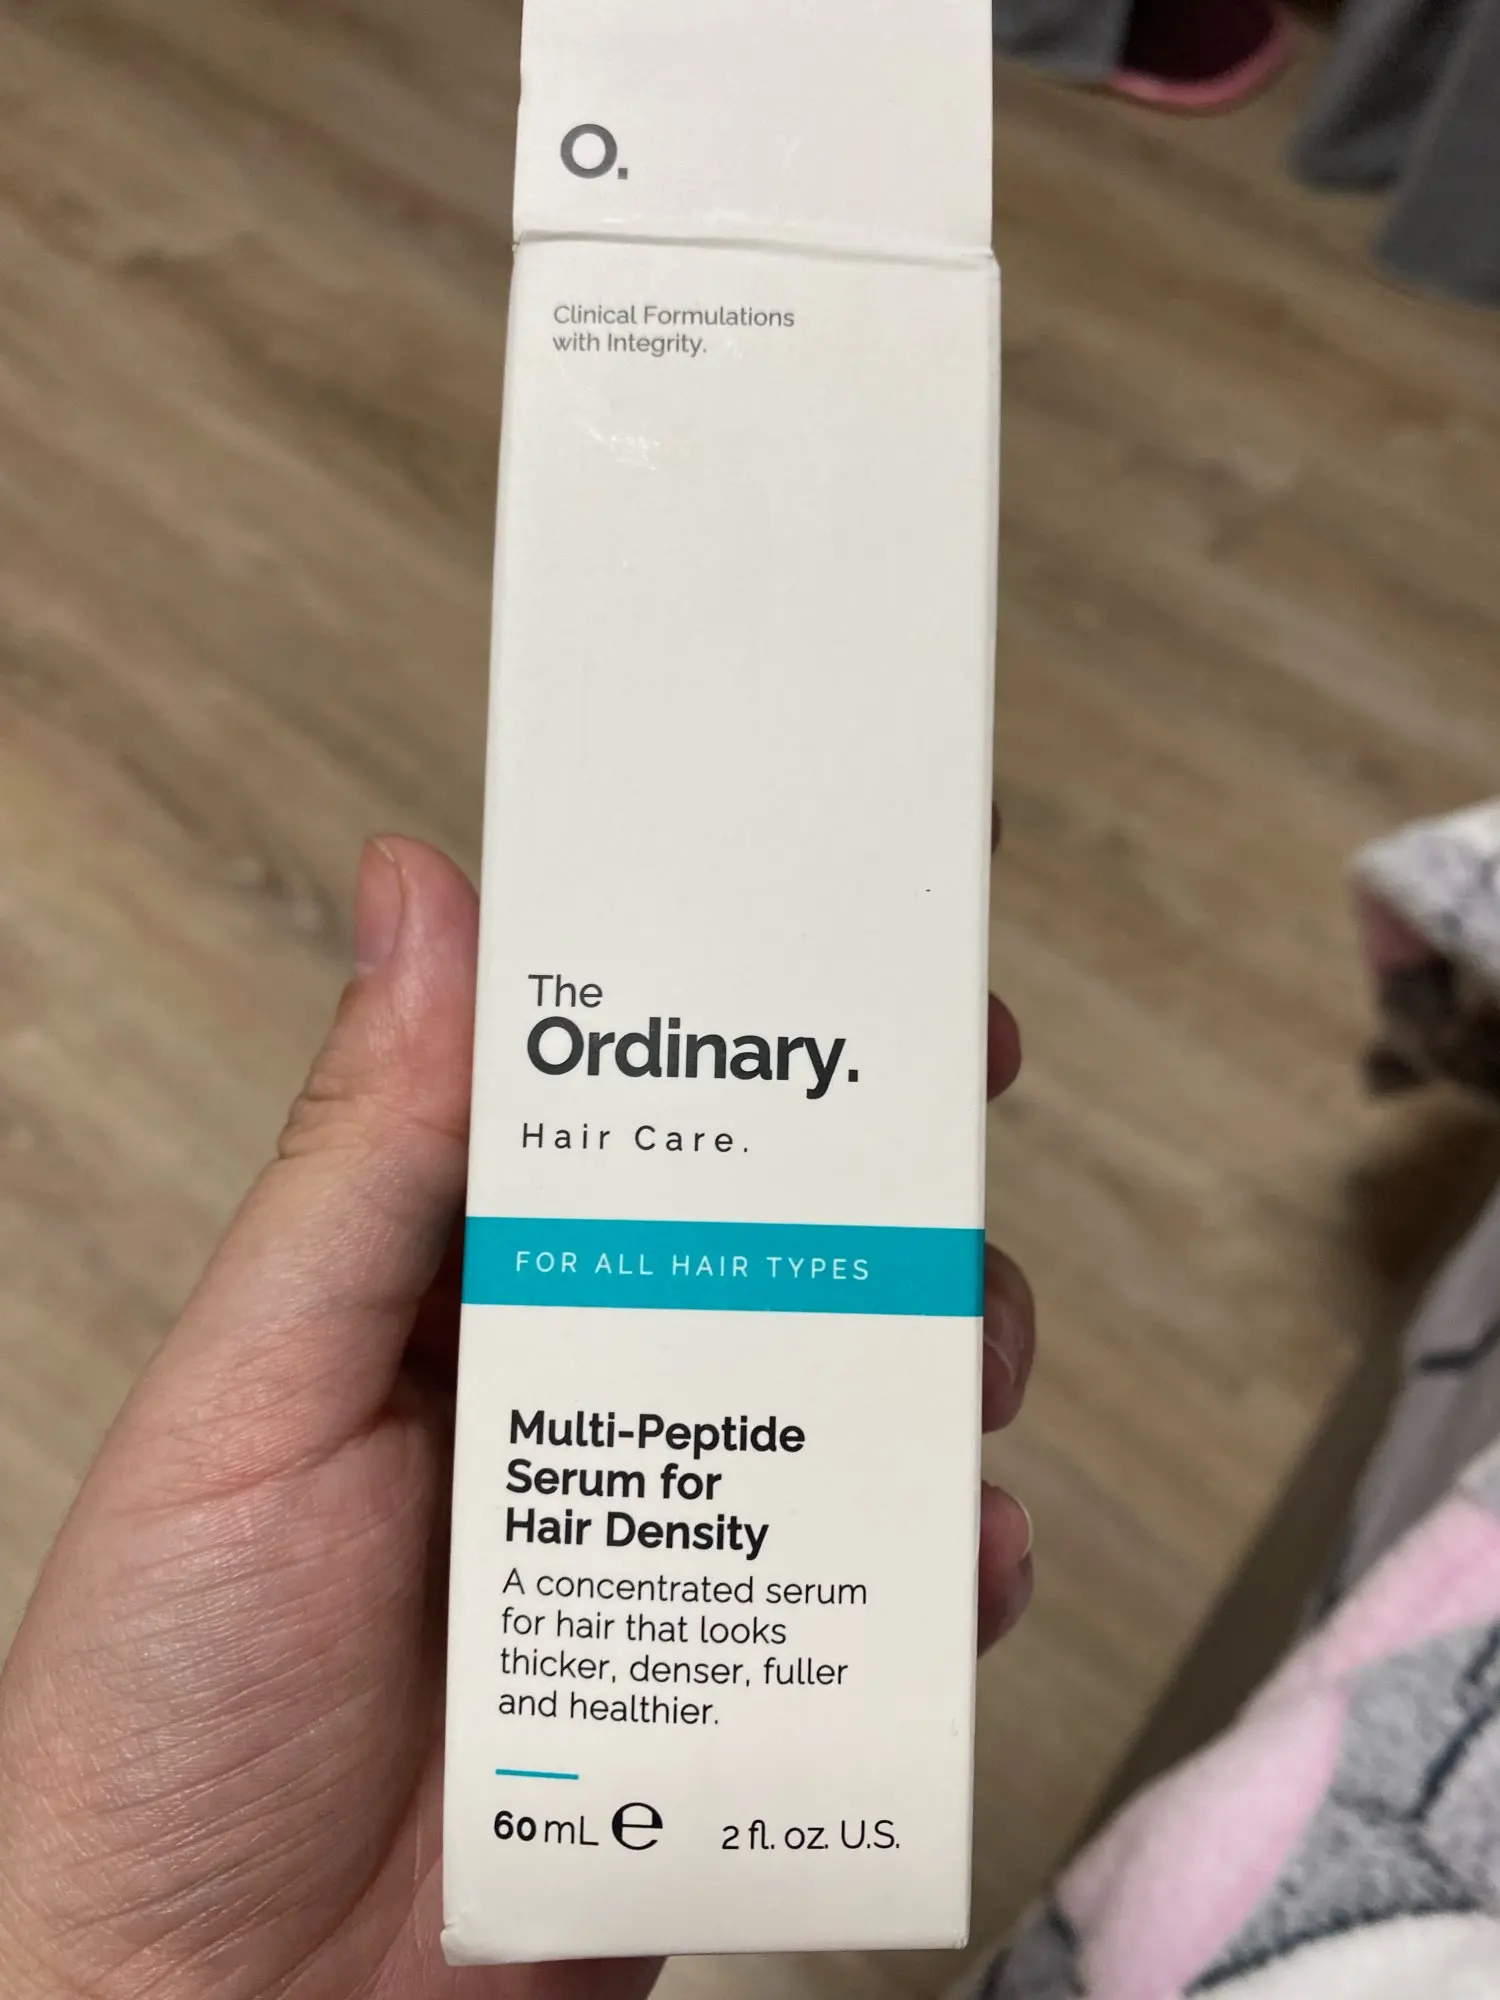 O.
Clinical Formulations
with Integrity.
The
Ordinary.
Hair Care.
FOR ALL HAIR TYPES
Multi-Peptide
Serum for
Hair Density
A concentrated serum
for hair that looks
thicker, denser, fuller
and healthier.
60 mL ℮ 2 fl. oz. U.S.